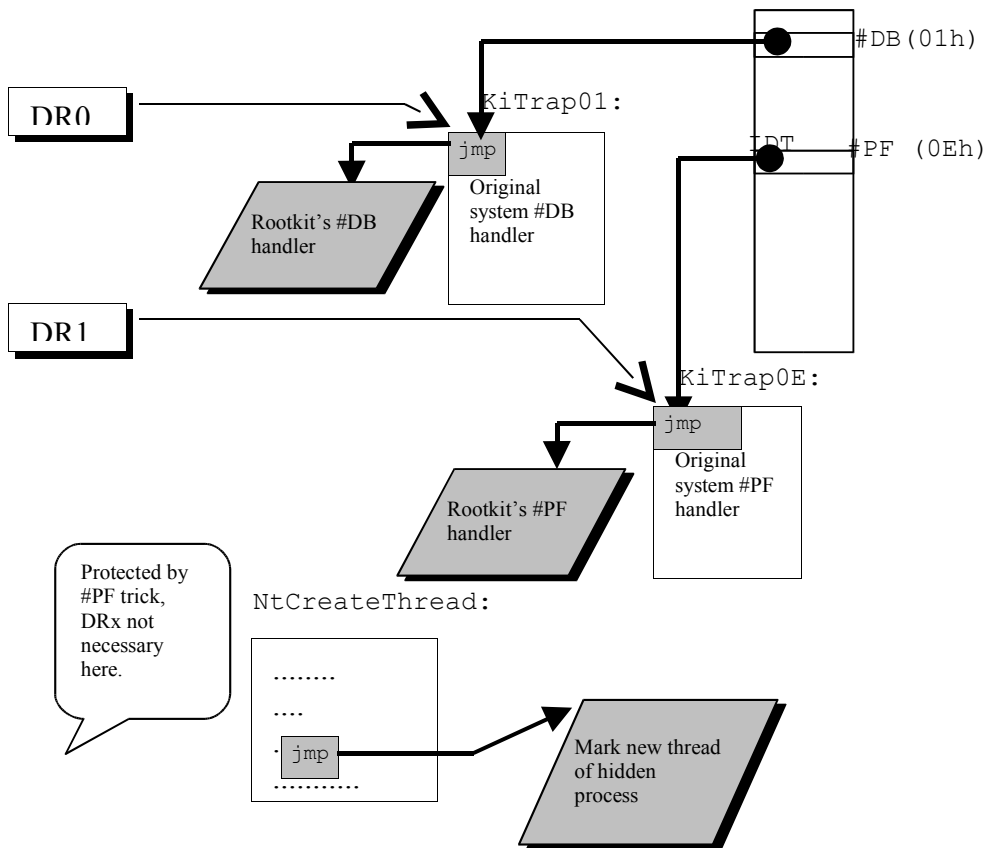 #DB(01h)
DR0
KiTrap01:
jmp
IDT
#PF (0Eh)
Original
system #DB
handler
Rootkit's #DB
handler
DR1
KiTrap0E:
jmp
Original
system #PF
handler
Rootkit's #PF
handler
Protected by
#PF trick,
DRx not
necessary
here.
NtCreateThread:
........
....
. jmp
...........
Mark new thread
of hidden
process